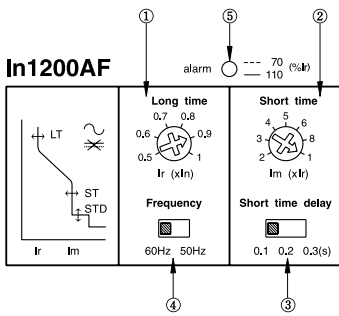 ① ⑤ ②
alarm --- 70 (%Ir)
— 110
In1200AF
Long time
0.7 0.8
0.6 0.9
0.5 1
Ir (xIn)
Short time
4 5 6
3 8
2 1
Im (xIr)
LT
ST
STD
Ir Im
Frequency
60Hz 50Hz
Short time delay
0.1 0.2 0.3(s)
④ ③